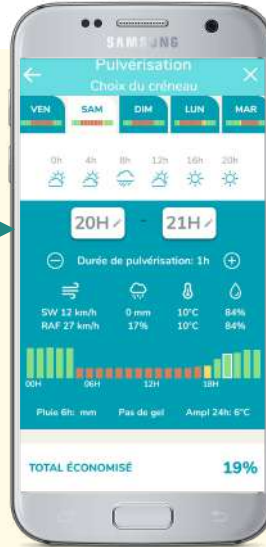 SAMSUNG
Pulvérisation
Choix du créneau
VEN SAM DIM LUN MAR
0h 4h 8h 12h 16h 20h
20H - 21H
Durée de pulvérisation: 1h
SW 12 km/h 0 mm 10°C 84%
RAF 27 km/h 17% 10°C 84%
00H 06H 12H 18H
Pluie 6h: mm Pas de gel Ampl 24h: 6°C
TOTAL ÉCONOMISÉ 19%